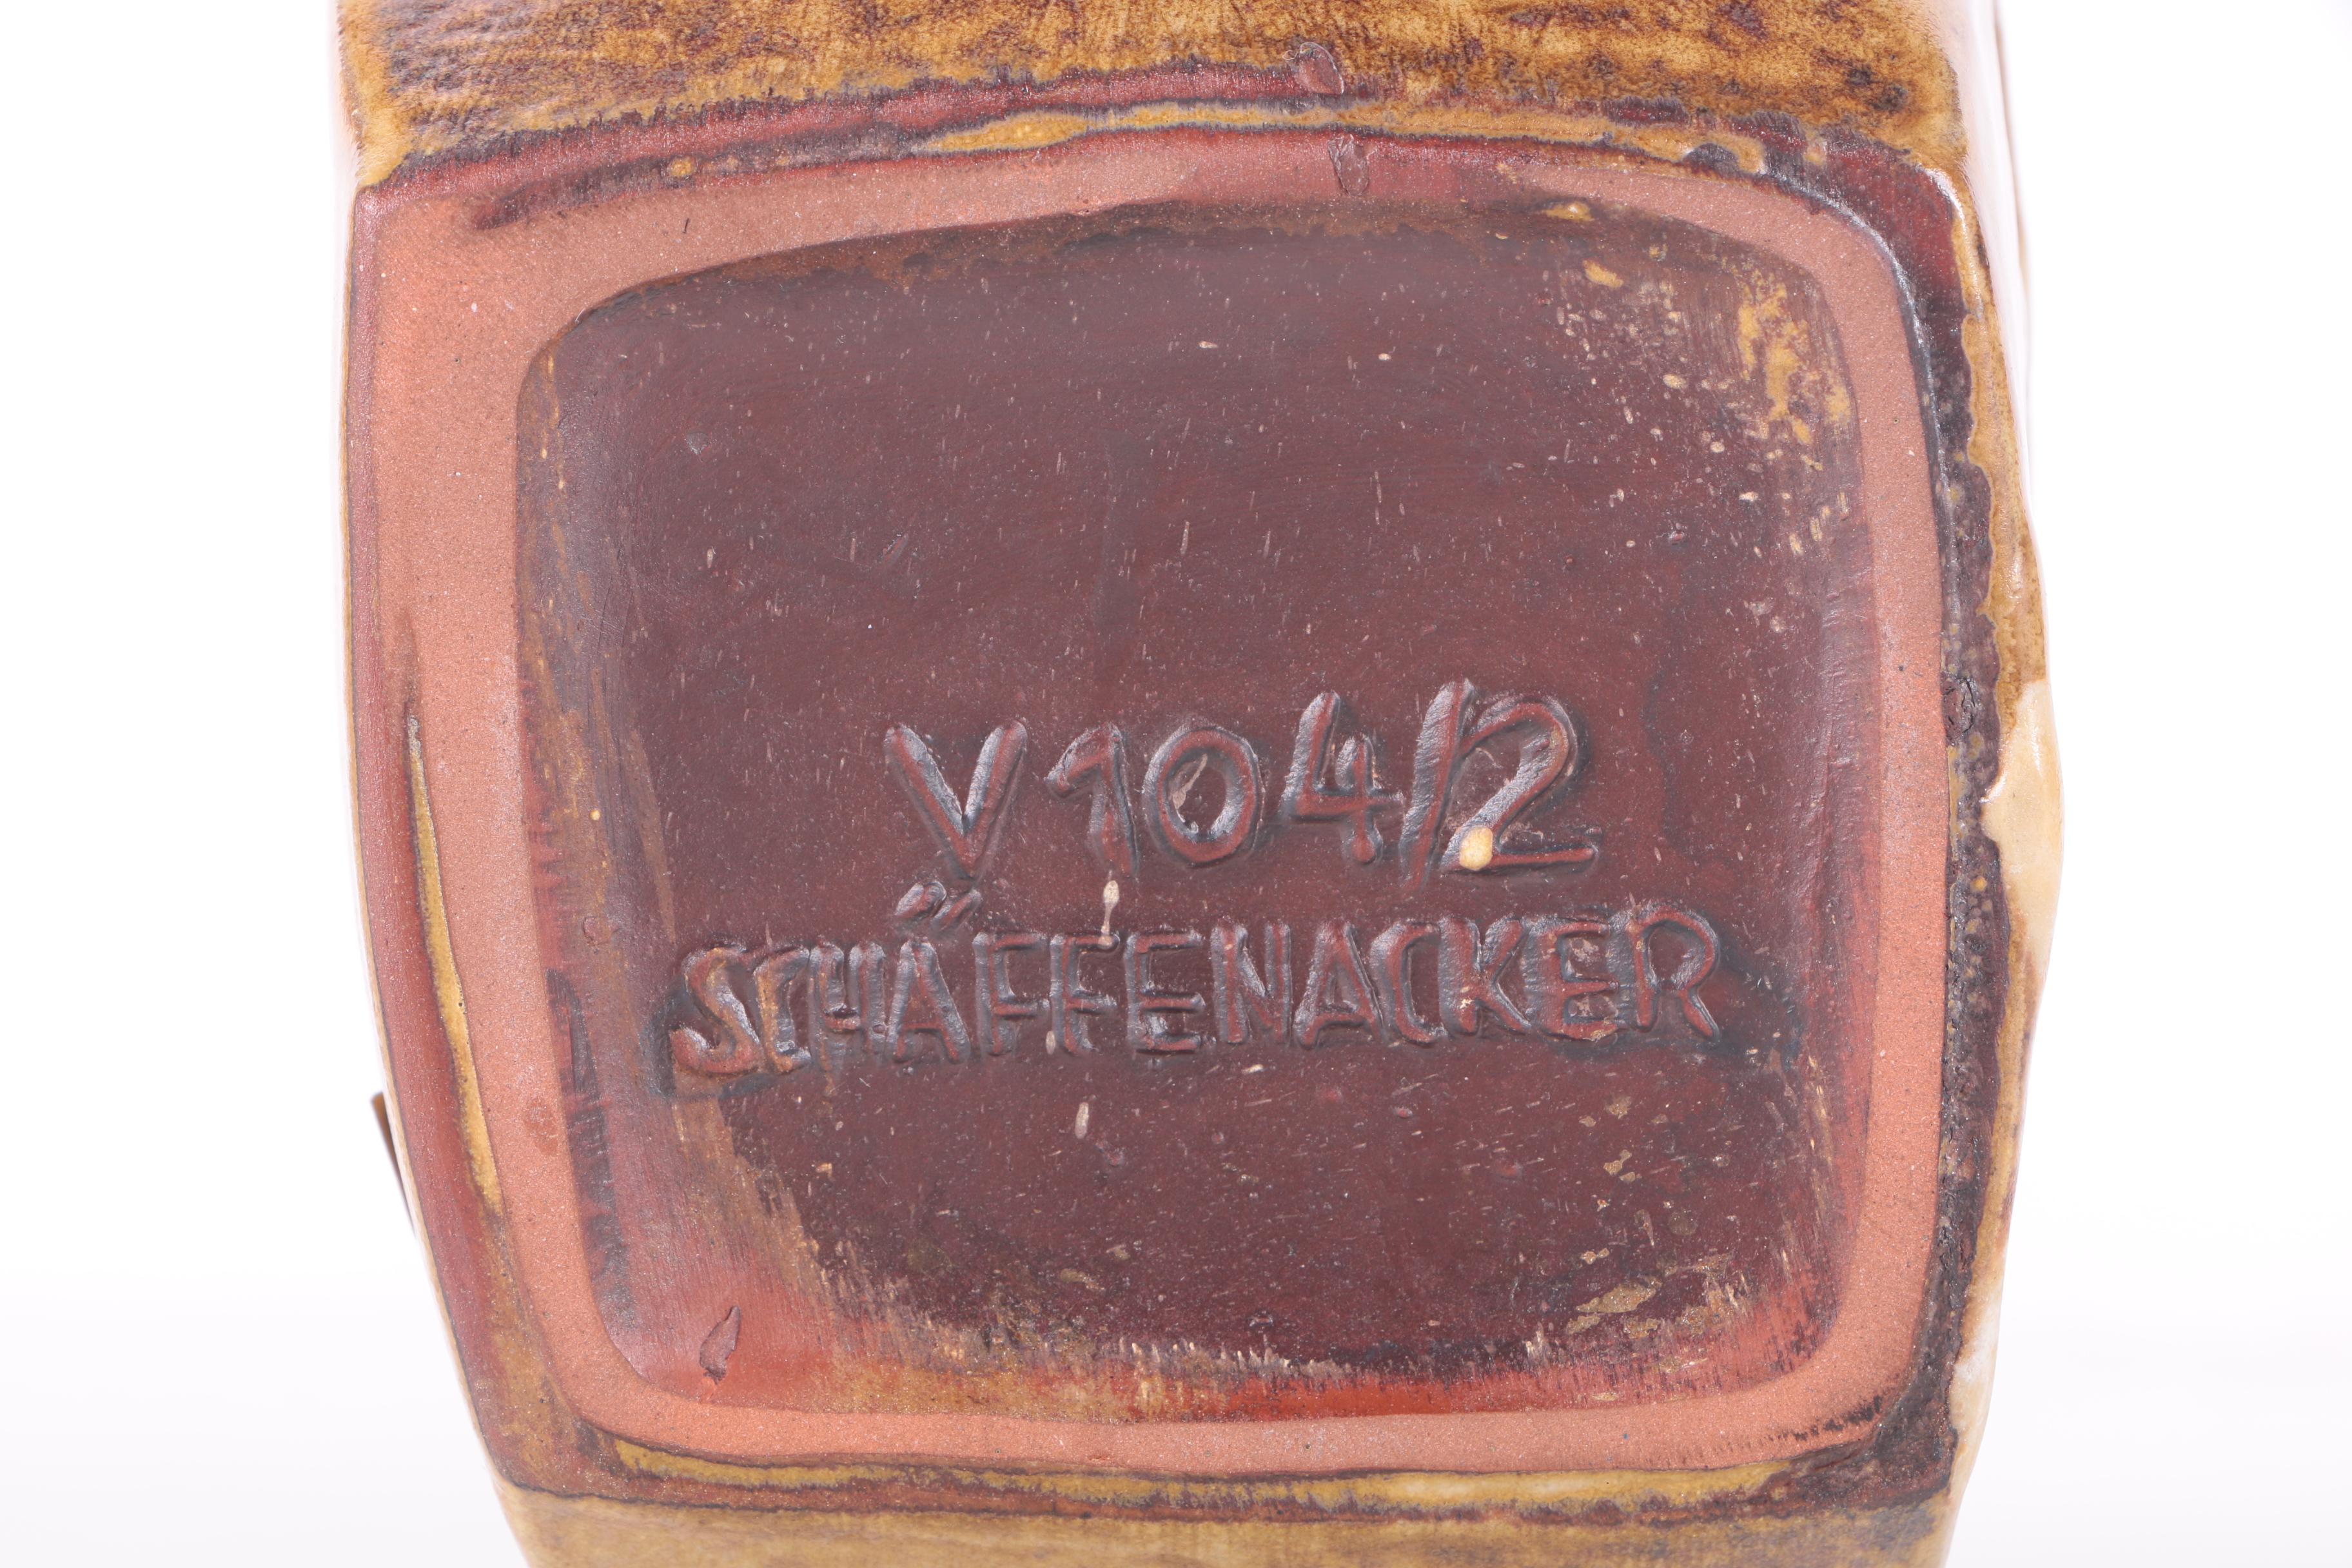 V 104/2
SCHÄFFENACKER